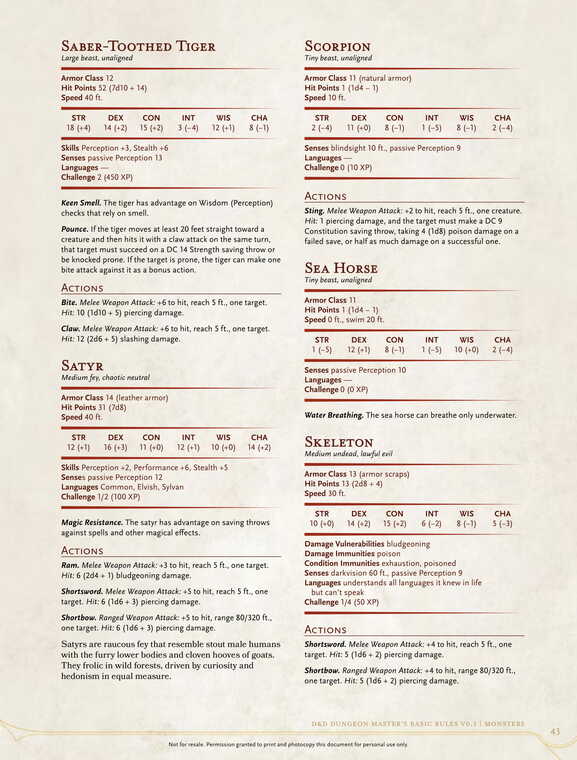 Saber-Toothed Tiger
Large beast, unaligned
Armor Class 12
Hit Points 52 (7d10 + 14)
Speed 40 ft.
STR DEX CON INT WIS CHA
18 (+4) 14 (+2) 15 (+2) 3 (−4) 12 (+1) 8 (−1)
Skills Perception +3, Stealth +6
Senses passive Perception 13
Languages —
Challenge 2 (450 XP)
Keen Smell. The tiger has advantage on Wisdom (Perception)
checks that rely on smell.
Pounce. If the tiger moves at least 20 feet straight toward a
creature and then hits it with a claw attack on the same turn,
that target must succeed on a DC 14 Strength saving throw or
be knocked prone. If the target is prone, the tiger can make one
bite attack against it as a bonus action.
Actions
Bite. Melee Weapon Attack: +6 to hit, reach 5 ft., one target.
Hit: 10 (1d10 + 5) piercing damage.
Claw. Melee Weapon Attack: +6 to hit, reach 5 ft., one target.
Hit: 12 (2d6 + 5) slashing damage.
Satyr
Medium fey, chaotic neutral
Armor Class 14 (leather armor)
Hit Points 31 (7d8)
Speed 40 ft.
STR DEX CON INT WIS CHA
12 (+1) 16 (+3) 11 (+0) 12 (+1) 10 (+0) 14 (+2)
Skills Perception +2, Performance +6, Stealth +5
Senses passive Perception 12
Languages Common, Elvish, Sylvan
Challenge 1/2 (100 XP)
Magic Resistance. The satyr has advantage on saving throws
against spells and other magical effects.
Actions
Ram. Melee Weapon Attack: +3 to hit, reach 5 ft., one target.
Hit: 6 (2d4 + 1) bludgeoning damage.
Shortsword. Melee Weapon Attack: +5 to hit, reach 5 ft., one
target. Hit: 6 (1d6 + 3) piercing damage.
Shortbow. Ranged Weapon Attack: +5 to hit, range 80/320 ft.,
one target. Hit: 6 (1d6 + 3) piercing damage.
Satyrs are raucous fey that resemble stout male humans
with the furry lower bodies and cloven hooves of goats.
They frolic in wild forests, driven by curiosity and
hedonism in equal measure.
Scorpion
Tiny beast, unaligned
Armor Class 11 (natural armor)
Hit Points 1 (1d4 − 1)
Speed 10 ft.
STR DEX CON INT WIS CHA
2 (−4) 11 (+0) 8 (−1) 1 (−5) 8 (−1) 2 (−4)
Senses blindsight 10 ft., passive Perception 9
Languages —
Challenge 0 (10 XP)
Actions
Sting. Melee Weapon Attack: +2 to hit, reach 5 ft., one creature.
Hit: 1 piercing damage, and the target must make a DC 9
Constitution saving throw, taking 4 (1d8) poison damage on a
failed save, or half as much damage on a successful one.
Sea Horse
Tiny beast, unaligned
Armor Class 11
Hit Points 1 (1d4 − 1)
Speed 0 ft., swim 20 ft.
STR DEX CON INT WIS CHA
1 (−5) 12 (+1) 8 (−1) 1 (−5) 10 (+0) 2 (−4)
Senses passive Perception 10
Languages —
Challenge 0 (0 XP)
Water Breathing. The sea horse can breathe only underwater.
Skeleton
Medium undead, lawful evil
Armor Class 13 (armor scraps)
Hit Points 13 (2d8 + 4)
Speed 30 ft.
STR DEX CON INT WIS CHA
10 (+0) 14 (+2) 15 (+2) 6 (−2) 8 (−1) 5 (−3)
Damage Vulnerabilities bludgeoning
Damage Immunities poison
Condition Immunities exhaustion, poisoned
Senses darkvision 60 ft., passive Perception 9
Languages understands all languages it knew in life
but can't speak
Challenge 1/4 (50 XP)
Actions
Shortsword. Melee Weapon Attack: +4 to hit, reach 5 ft., one
target. Hit: 5 (1d6 + 2) piercing damage.
Shortbow. Ranged Weapon Attack: +4 to hit, range 80/320 ft.,
one target. Hit: 5 (1d6 + 2) piercing damage.
D&D Dungeon Master's Basic Rules v0.3 | Monsters
43
Not for resale. Permission granted to print and photocopy this document for personal use only.